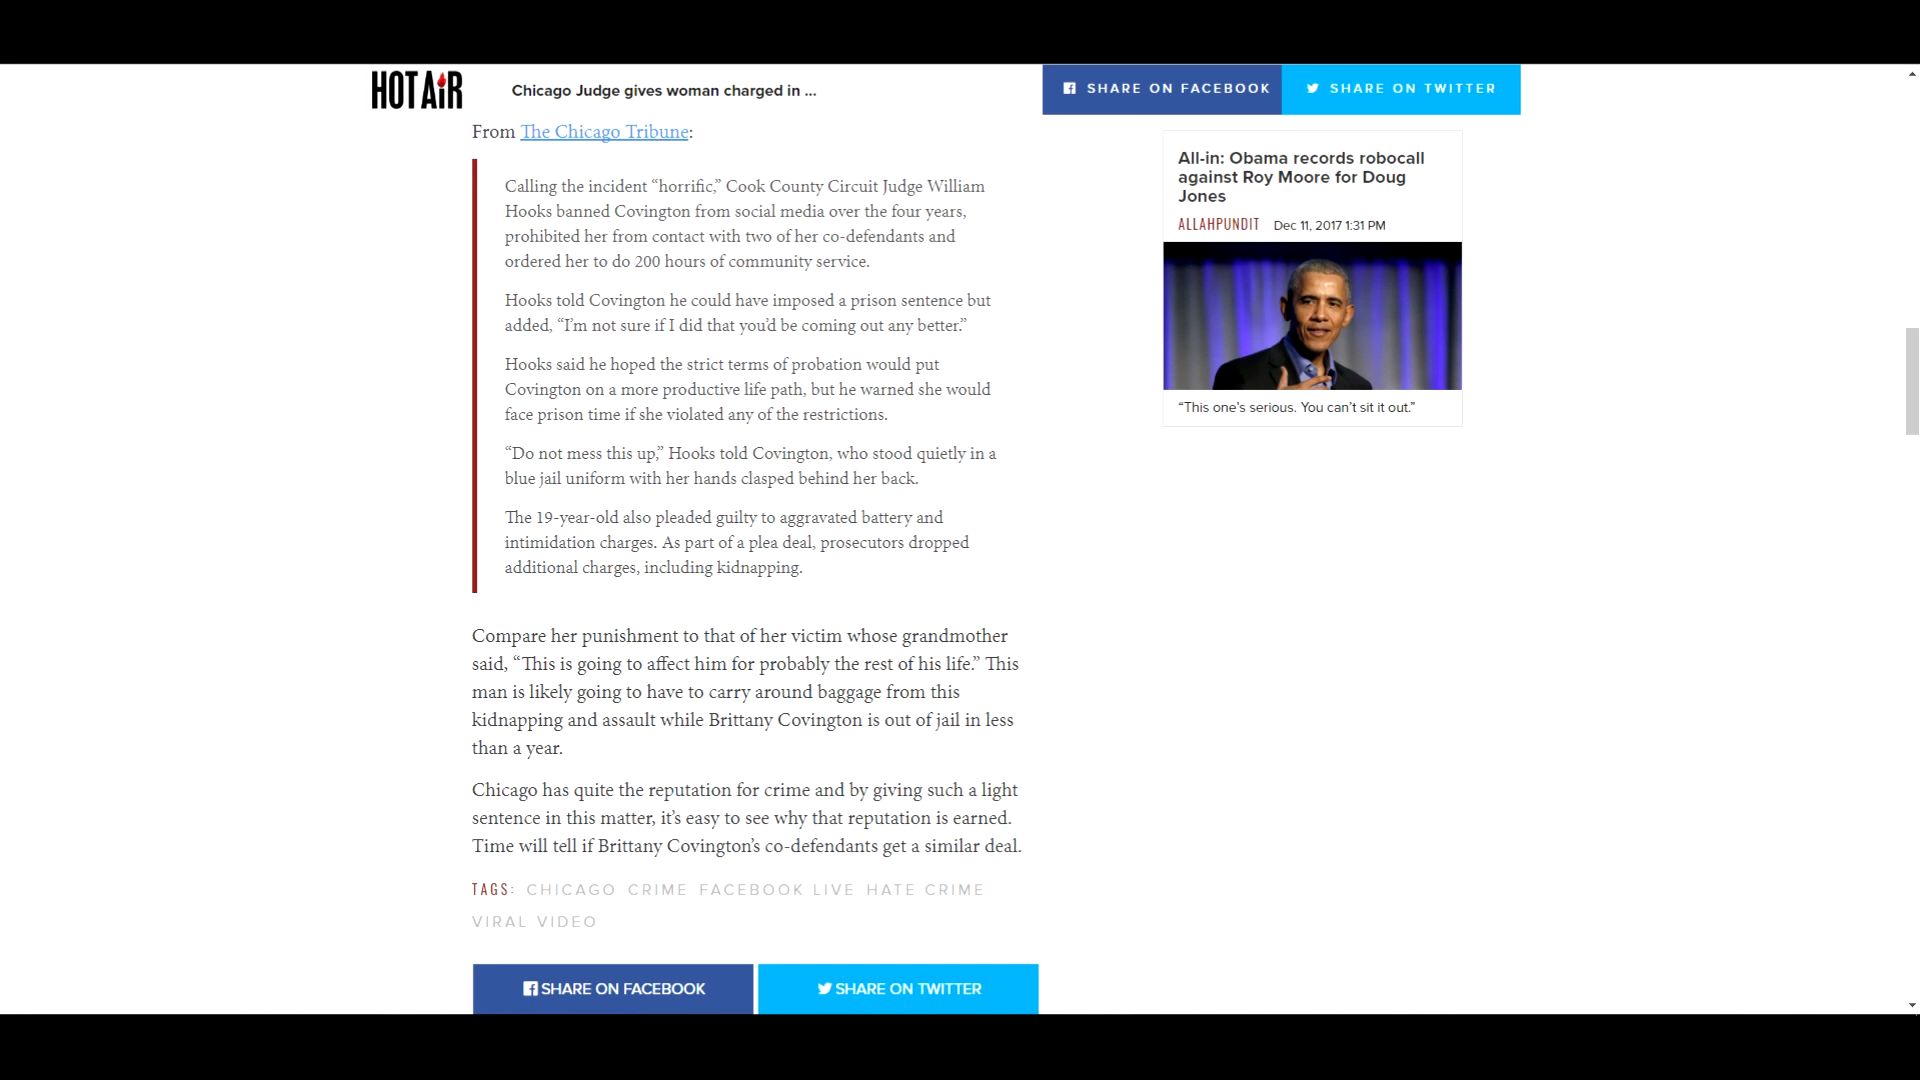 HOT AiR
Chicago Judge gives woman charged in ...
SHARE ON FACEBOOK
SHARE ON TWITTER
From The Chicago Tribune:
Calling the incident “horrific,” Cook County Circuit Judge William
Hooks banned Covington from social media over the four years,
prohibited her from contact with two of her co-defendants and
ordered her to do 200 hours of community service.
Hooks told Covington he could have imposed a prison sentence but
added, “I’m not sure if I did that you’d be coming out any better.”
Hooks said he hoped the strict terms of probation would put
Covington on a more productive life path, but he warned she would
face prison time if she violated any of the restrictions.
“Do not mess this up,” Hooks told Covington, who stood quietly in a
blue jail uniform with her hands clasped behind her back.
The 19-year-old also pleaded guilty to aggravated battery and
intimidation charges. As part of a plea deal, prosecutors dropped
additional charges, including kidnapping.
Compare her punishment to that of her victim whose grandmother
said, “This is going to affect him for probably the rest of his life.” This
man is likely going to have to carry around baggage from this
kidnapping and assault while Brittany Covington is out of jail in less
than a year.
Chicago has quite the reputation for crime and by giving such a light
sentence in this matter, it’s easy to see why that reputation is earned.
Time will tell if Brittany Covington’s co-defendants get a similar deal.
TAGS: CHICAGO CRIME FACEBOOK LIVE HATE CRIME
VIRAL VIDEO
SHARE ON FACEBOOK
SHARE ON TWITTER
All-in: Obama records robocall
against Roy Moore for Doug
Jones
ALLAHPUNDIT Dec 11, 2017 1:31 PM
“This one’s serious. You can’t sit it out.”